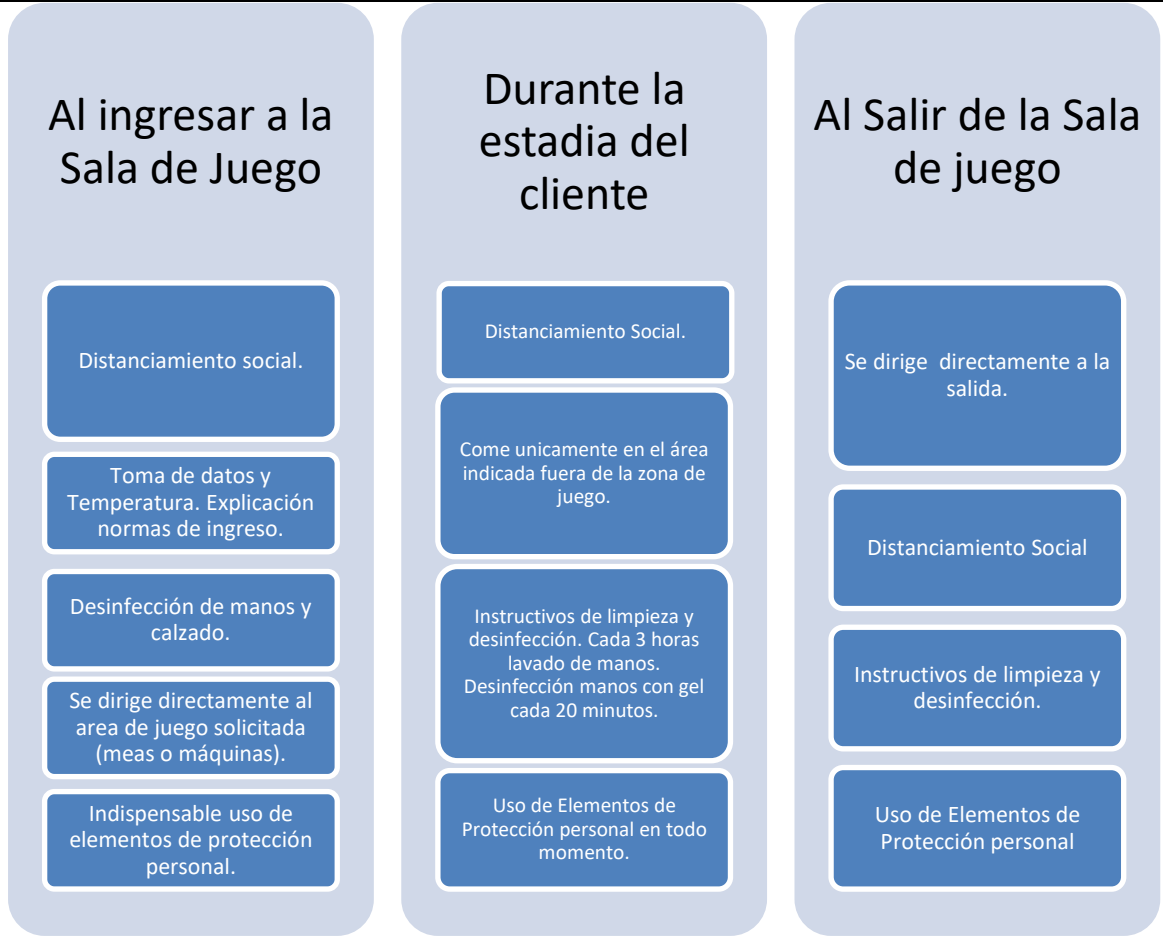 Al ingresar a la
Sala de Juego
Distanciamiento social.
Toma de datos y
Temperatura. Explicación
normas de ingreso.
Desinfección de manos y
calzado.
Se dirige directamente al
area de juego solicitada
(meas o máquinas).
Indispensable uso de
elementos de protección
personal.
Durante la
estadia del
cliente
Distanciamiento Social.
Come unicamente en el área
indicada fuera de la zona de
juego.
Instructivos de limpieza y
desinfección. Cada 3 horas
lavado de manos.
Desinfección manos con gel
cada 20 minutos.
Uso de Elementos de
Protección personal en todo
momento.
Al Salir de la Sala
de juego
Se dirige directamente a la
salida.
Distanciamiento Social
Instructivos de limpieza y
desinfección.
Uso de Elementos de
Protección personal